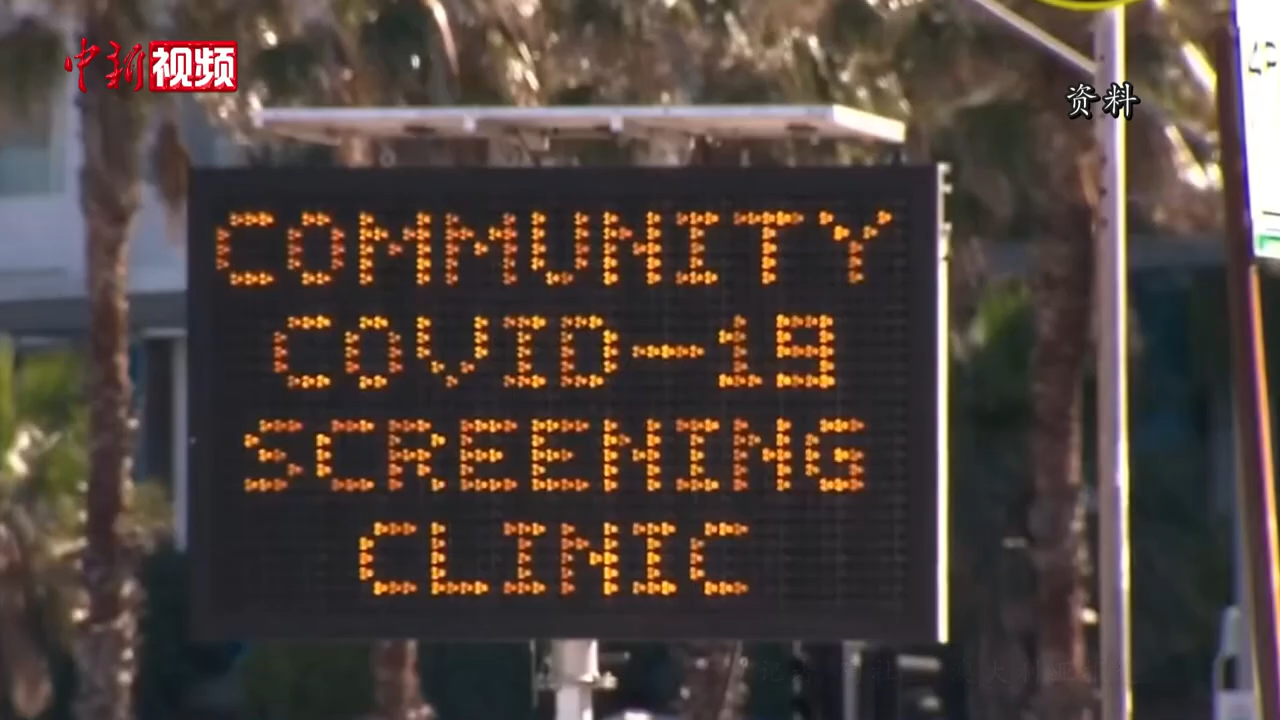 中新视频
资料
COMMUNITY
COVID-19
SCREENING
CLINIC